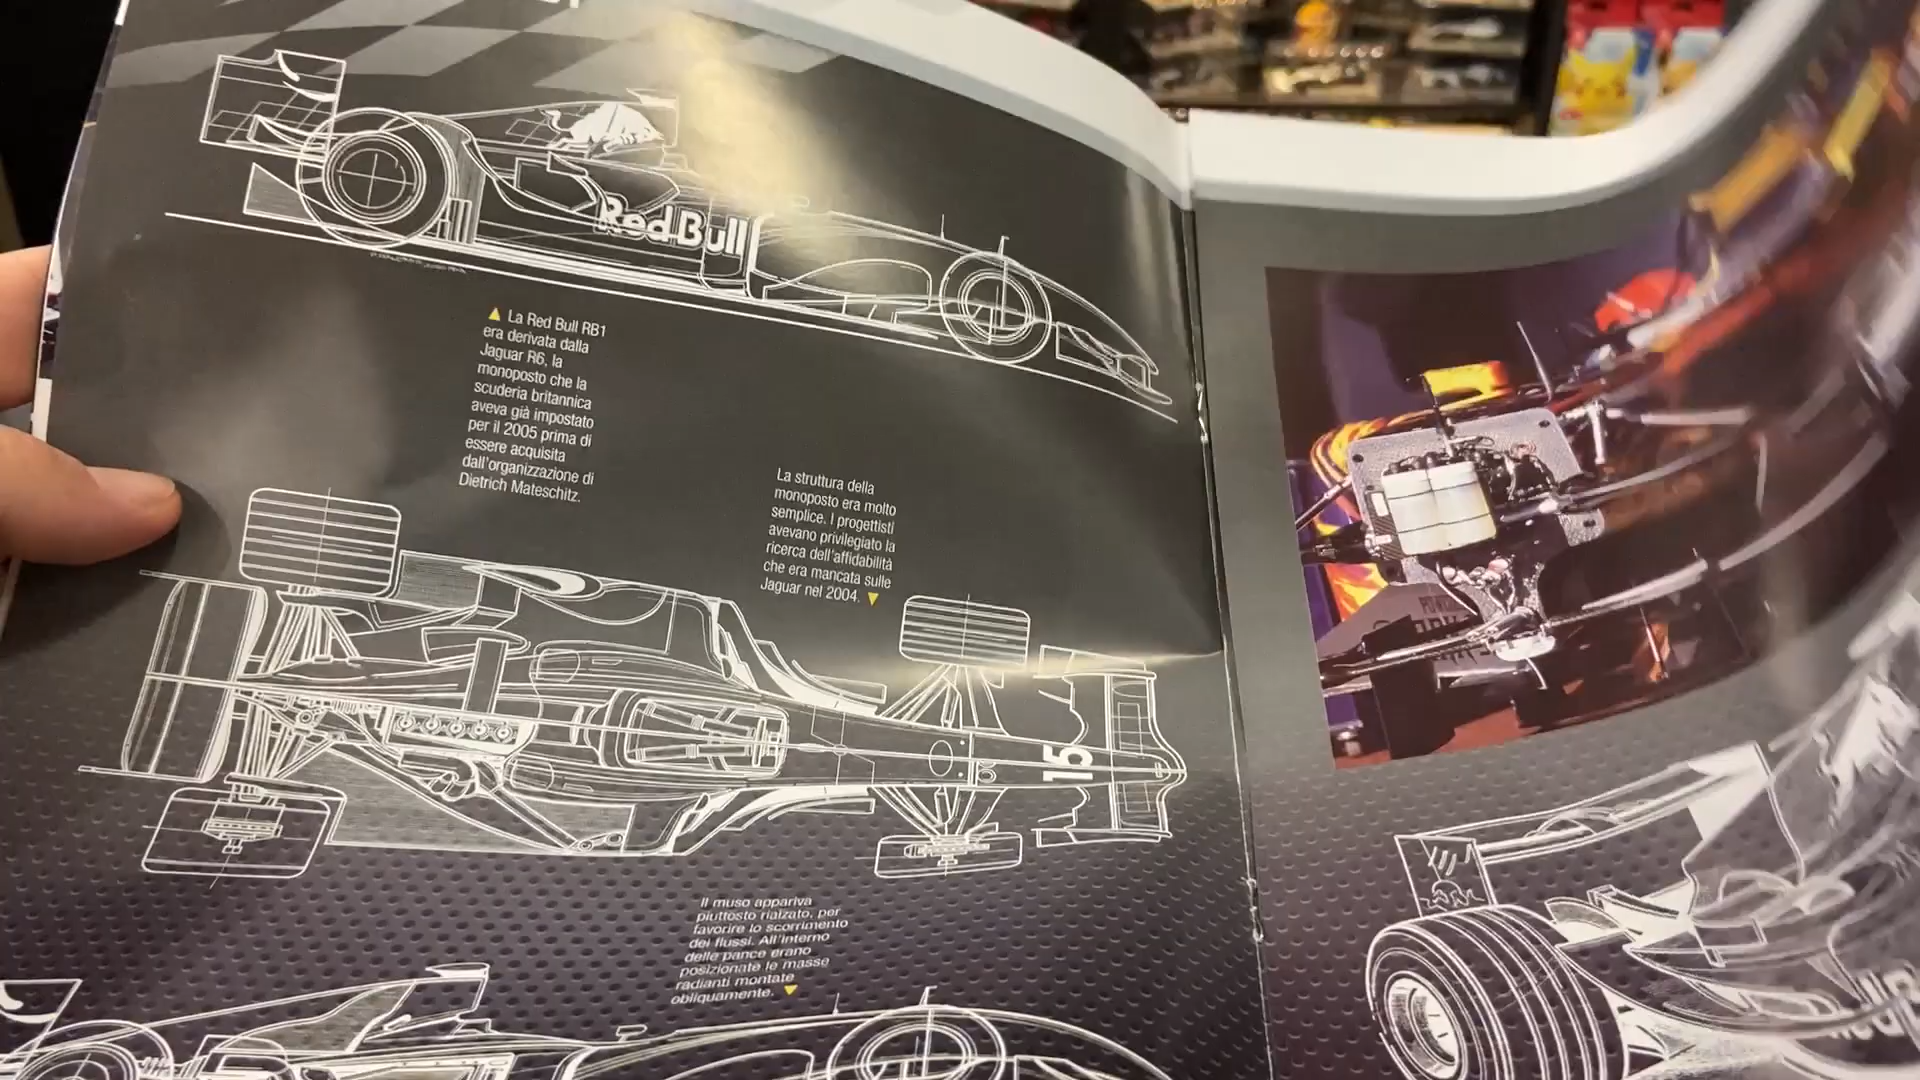 Red Bull
La Red Bull RB1
era derivata dalla
Jaguar R6, la
monoposto che la
scuderia britannica
aveva già impostato
per il 2005 prima di
essere acquisita
dall'organizzazione di
Dietrich Mateschitz.
La struttura della
monoposto era molto
semplice. I progettisti
avevano privilegiato la
ricerca dell'affidabilità
che era mancata sulle
Jaguar nel 2004.
15
Il muso appariva
piuttosto rialzato, per
favorire lo scorrimento
dei flussi. All'interno
delle pance erano
posizionate le masse
radianti montate
obliquamente.